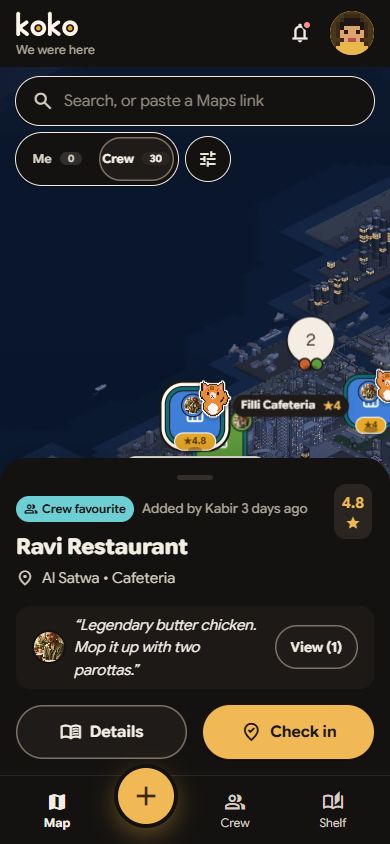 koko
We were here
Search, or paste a Maps link
Me 0 Crew 30
2
Filli Cafeteria ★4
★4.8
★4
Crew favourite Added by Kabir 3 days ago
4.8
★
Ravi Restaurant
Al Satwa • Cafeteria
“Legendary butter chicken.
Mop it up with two
parottas.”
View (1)
Details
Check in
Map
Crew
Shelf